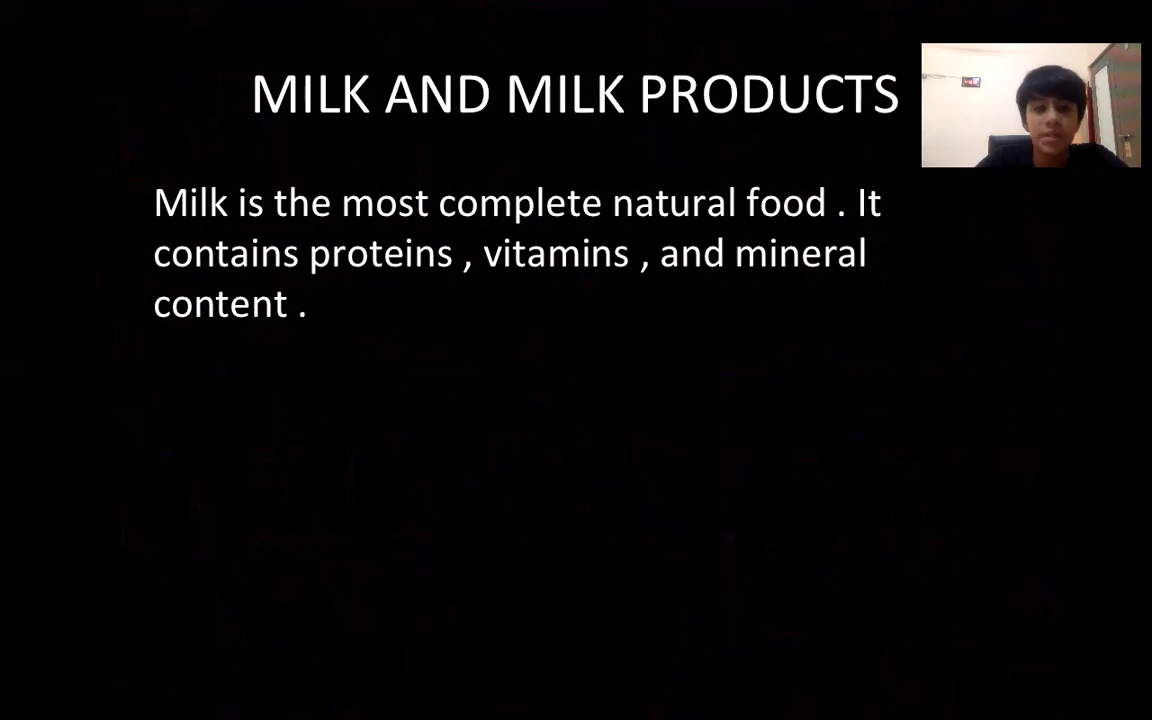 MILK AND MILK PRODUCTS
Milk is the most complete natural food . It
contains proteins , vitamins , and mineral
content .